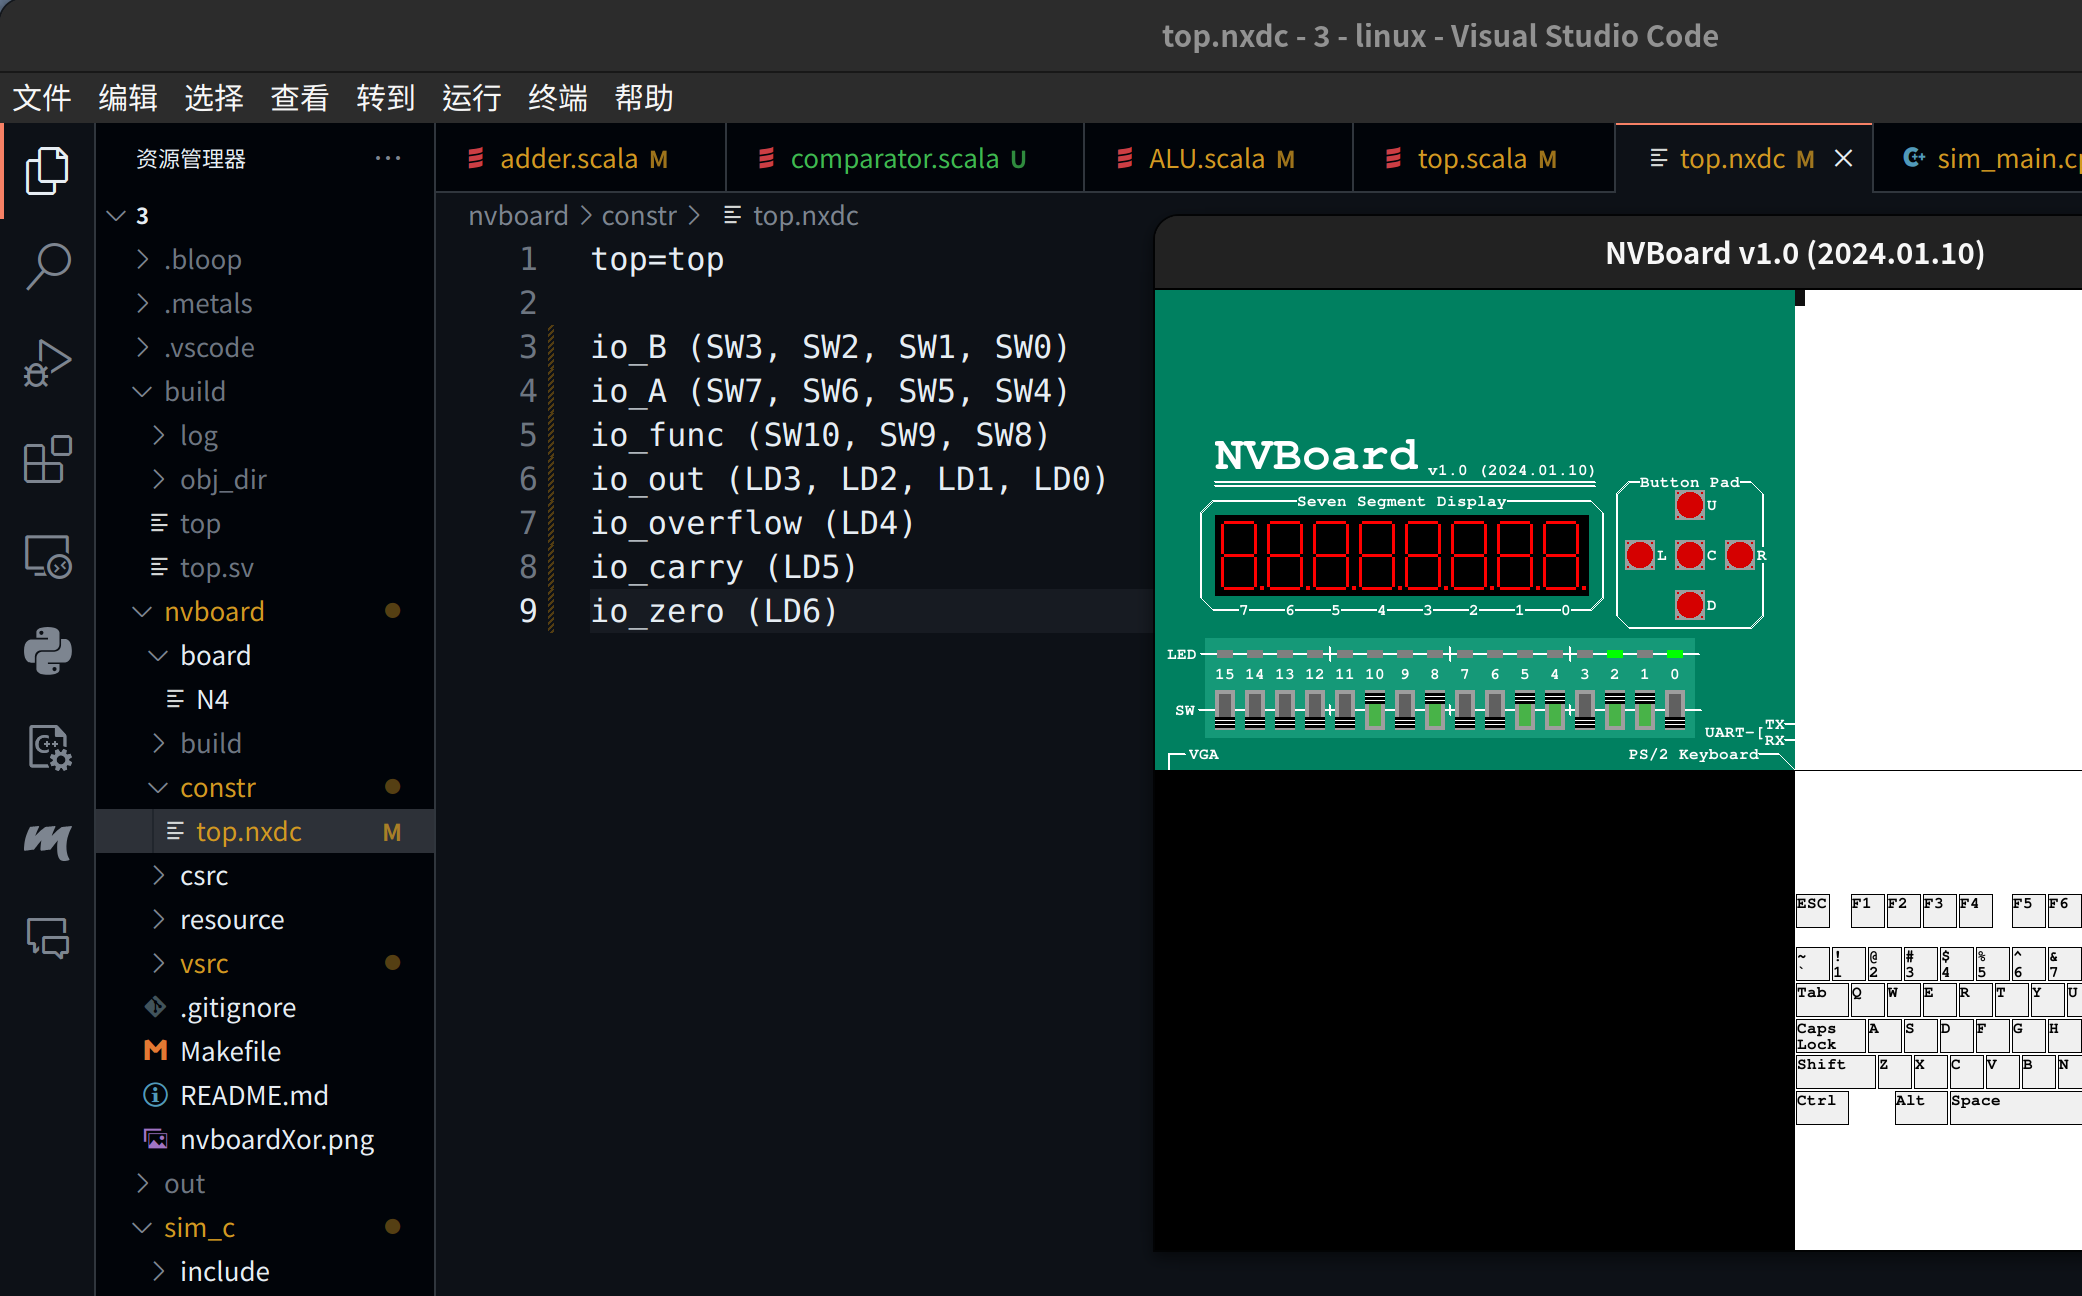 top.nxdc - 3 - linux - Visual Studio Code
文件 编辑 选择 查看 转到 运行 终端 帮助
资源管理器 ···
3
.bloop
.metals
.vscode
build
log
obj_dir
top
top.sv
nvboard
board
N4
build
constr
top.nxdc M
csrc
resource
vsrc
.gitignore
Makefile
README.md
nvboardXor.png
out
sim_c
include
adder.scala M
comparator.scala U
ALU.scala M
top.scala M
top.nxdc M
sim_main.c
nvboard > constr > top.nxdc
1 top=top
2
3 io_B (SW3, SW2, SW1, SW0)
4 io_A (SW7, SW6, SW5, SW4)
5 io_func (SW10, SW9, SW8)
6 io_out (LD3, LD2, LD1, LD0)
7 io_overflow (LD4)
8 io_carry (LD5)
9 io_zero (LD6)
NVBoard v1.0 (2024.01.10)
NVBoard v1.0 (2024.01.10)
Seven Segment Display
8.8.8.8.8.8.8.8.
7 6 5 4 3 2 1 0
Button Pad
U
L C R
D
LED
15 14 13 12 11 10 9 8 7 6 5 4 3 2 1 0
SW
UART-[ TX
RX
VGA
PS/2 Keyboard
ESC F1 F2 F3 F4 F5 F6
~ ! @ # $ % ^ &
` 1 2 3 4 5 6 7
Tab Q W E R T Y U
Caps Lock A S D F G H
Shift Z X C V B N
Ctrl Alt Space